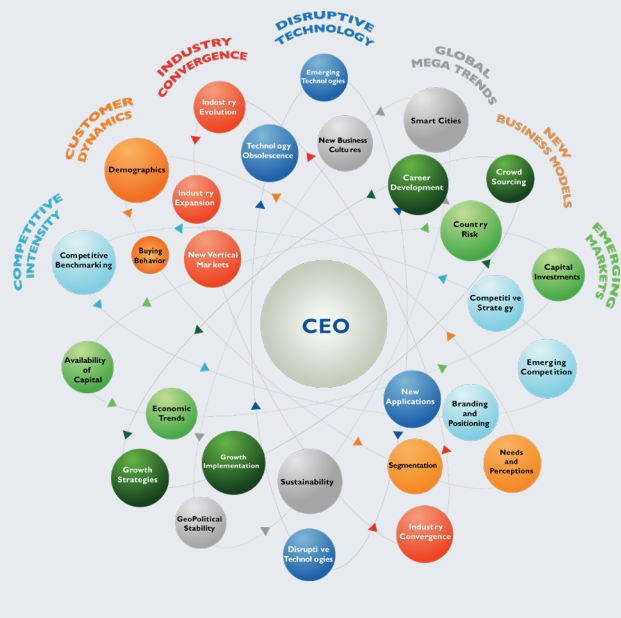 DISRUPTIVE
TECHNOLOGY
INDUSTRY
CONVERGENCE
GLOBAL
MEGA TRENDS
CUSTOMER
DYNAMICS
NEW
BUSINESS MODELS
COMPETITIVE
INTENSITY
EMERGING
MARKETS
Emerging
Technologies
Industry
Evolution
Smart Cities
Technology
Obsolescence
New Business
Cultures
Demographics
Career
Development
Crowd
Sourcing
Industry
Expansion
Country
Risk
Competitive
Benchmarking
Buying
Behavior
New Vertical
Markets
Capital
Investments
Competitive
Strategy
CEO
Availability
of
Capital
Emerging
Competition
Economic
Trends
New
Applications
Branding
and
Positioning
Growth
Strategies
Growth
Implementation
Sustainability
Segmentation
Needs
and
Perceptions
GeoPolitical
Stability
Disruptive
Technologies
Industry
Convergence